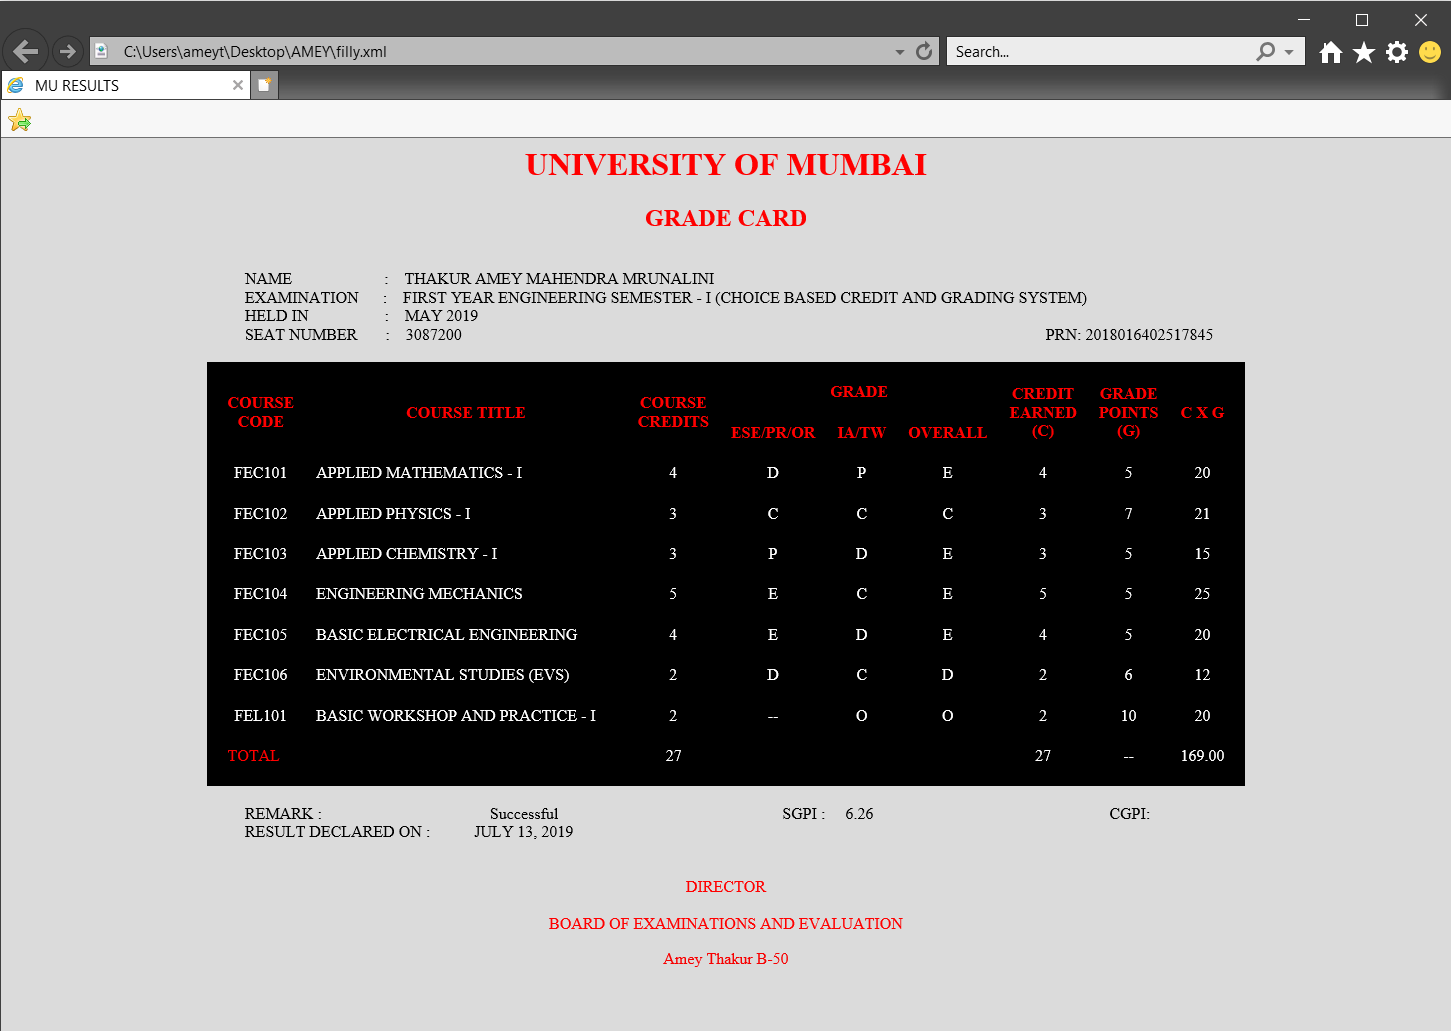 C:\Users\ameyt\Desktop\AMEY\filly.xml
Search...
MU RESULTS
UNIVERSITY OF MUMBAI
GRADE CARD
NAME : THAKUR AMEY MAHENDRA MRUNALINI
EXAMINATION : FIRST YEAR ENGINEERING SEMESTER - I (CHOICE BASED CREDIT AND GRADING SYSTEM)
HELD IN : MAY 2019
SEAT NUMBER : 3087200 PRN: 2018016402517845
COURSE CODE COURSE TITLE COURSE CREDITS GRADE CREDIT EARNED (C) GRADE POINTS (G) C X G
ESE/PR/OR IA/TW OVERALL
FEC101 APPLIED MATHEMATICS - I 4 D P E 4 5 20
FEC102 APPLIED PHYSICS - I 3 C C C 3 7 21
FEC103 APPLIED CHEMISTRY - I 3 P D E 3 5 15
FEC104 ENGINEERING MECHANICS 5 E C E 5 5 25
FEC105 BASIC ELECTRICAL ENGINEERING 4 E D E 4 5 20
FEC106 ENVIRONMENTAL STUDIES (EVS) 2 D C D 2 6 12
FEL101 BASIC WORKSHOP AND PRACTICE - I 2 -- O O 2 10 20
TOTAL 27 27 -- 169.00
REMARK : Successful SGPI : 6.26 CGPI:
RESULT DECLARED ON : JULY 13, 2019
DIRECTOR
BOARD OF EXAMINATIONS AND EVALUATION
Amey Thakur B-50